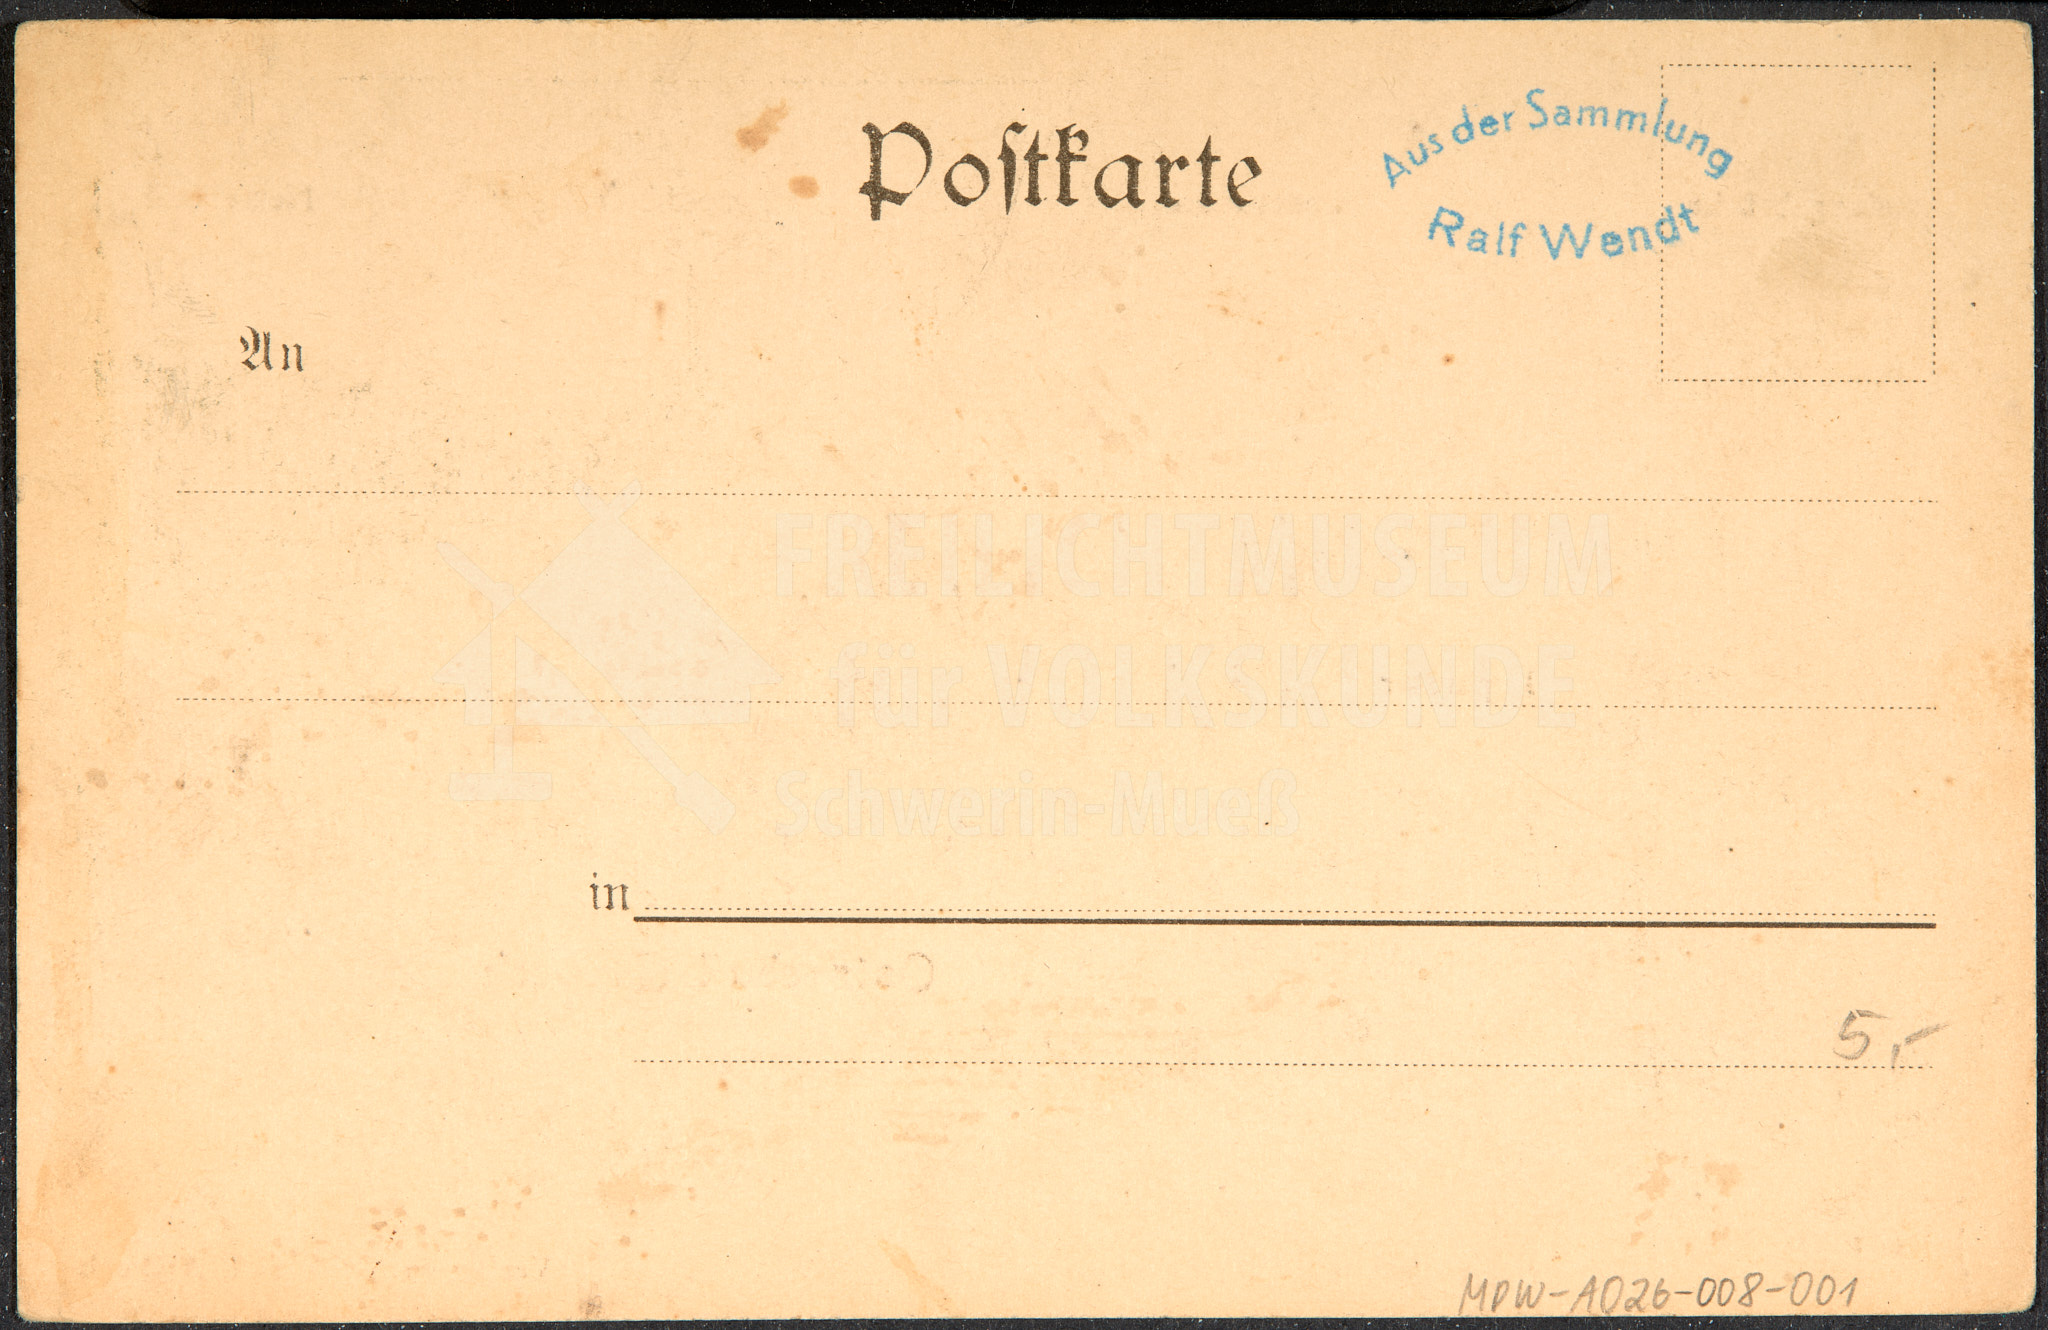 Postkarte
Aus der Sammlung
Ralf Wendt
An
FREILICHTMUSEUM
für VOLKSKUNDE
Schwerin-Mueß
in
5,-
MPW-A026-008-001